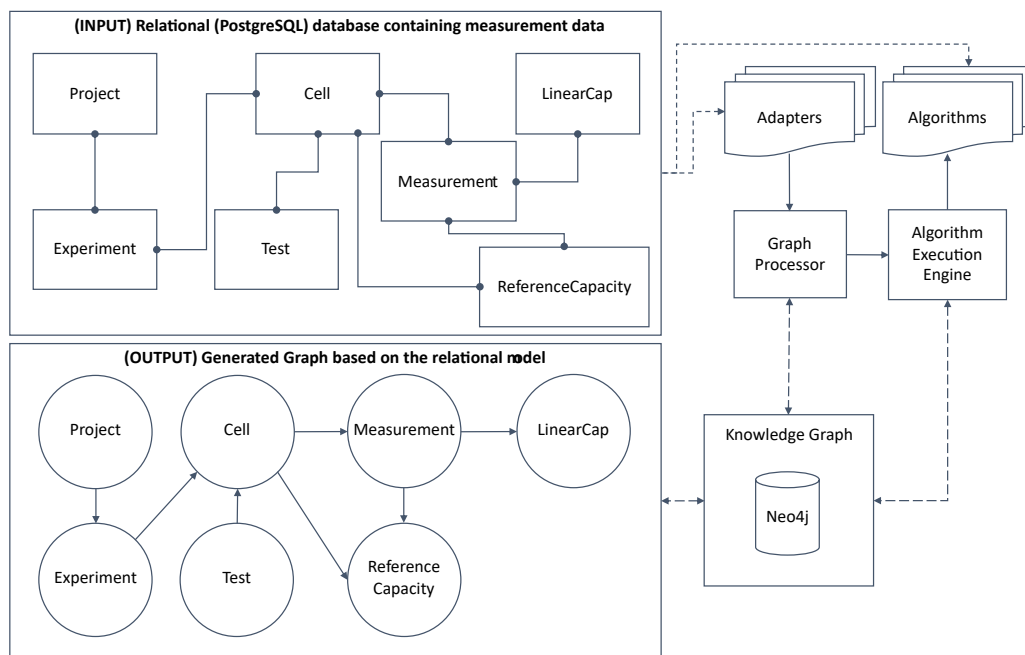 (INPUT) Relational (PostgreSQL) database containing measurement data
Project
Cell
LinearCap
Measurement
Experiment
Test
ReferenceCapacity
Adapters
Algorithms
Graph
Processor
Algorithm
Execution
Engine
(OUTPUT) Generated Graph based on the relational model
Project
Cell
Measurement
LinearCap
Experiment
Test
Reference
Capacity
Knowledge Graph
Neo4j